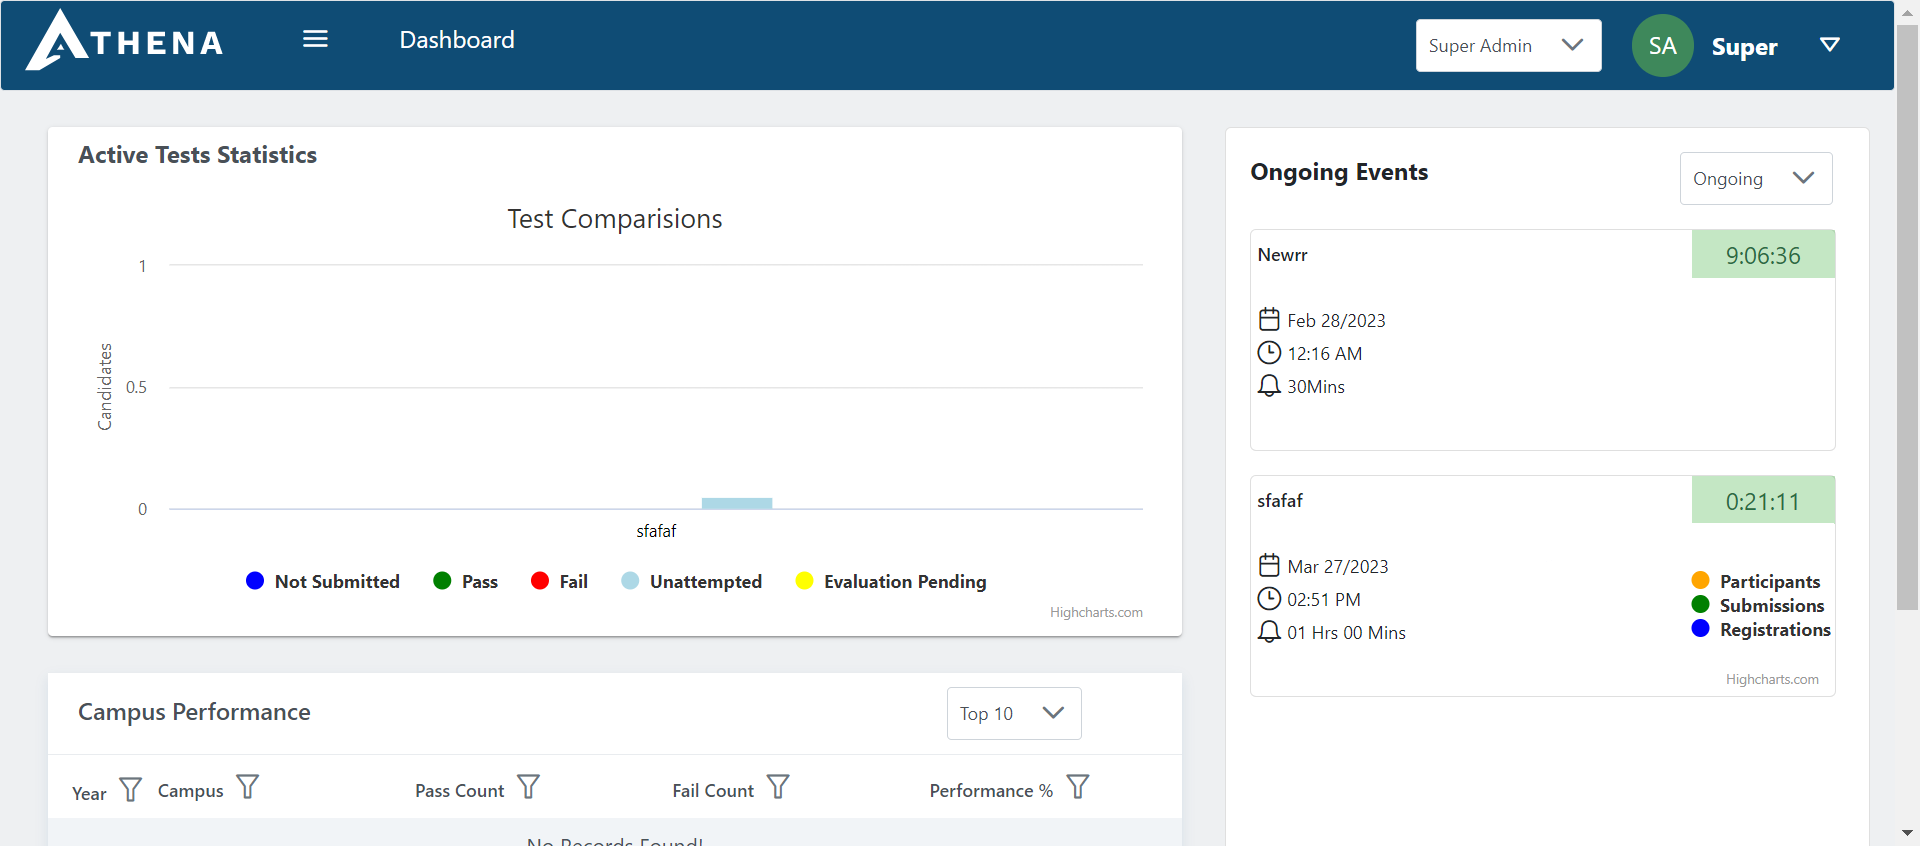 ATHENA
Dashboard
Super Admin
SA
Super
Active Tests Statistics
Test Comparisions
1
0.5
0
Candidates
sfafaf
Not Submitted
Pass
Fail
Unattempted
Evaluation Pending
Highcharts.com
Ongoing Events
Ongoing
Newrr
9:06:36
Feb 28/2023
12:16 AM
30Mins
sfafaf
0:21:11
Mar 27/2023
02:51 PM
01 Hrs 00 Mins
Participants
Submissions
Registrations
Highcharts.com
Campus Performance
Top 10
Year
Campus
Pass Count
Fail Count
Performance %
No Records Found!